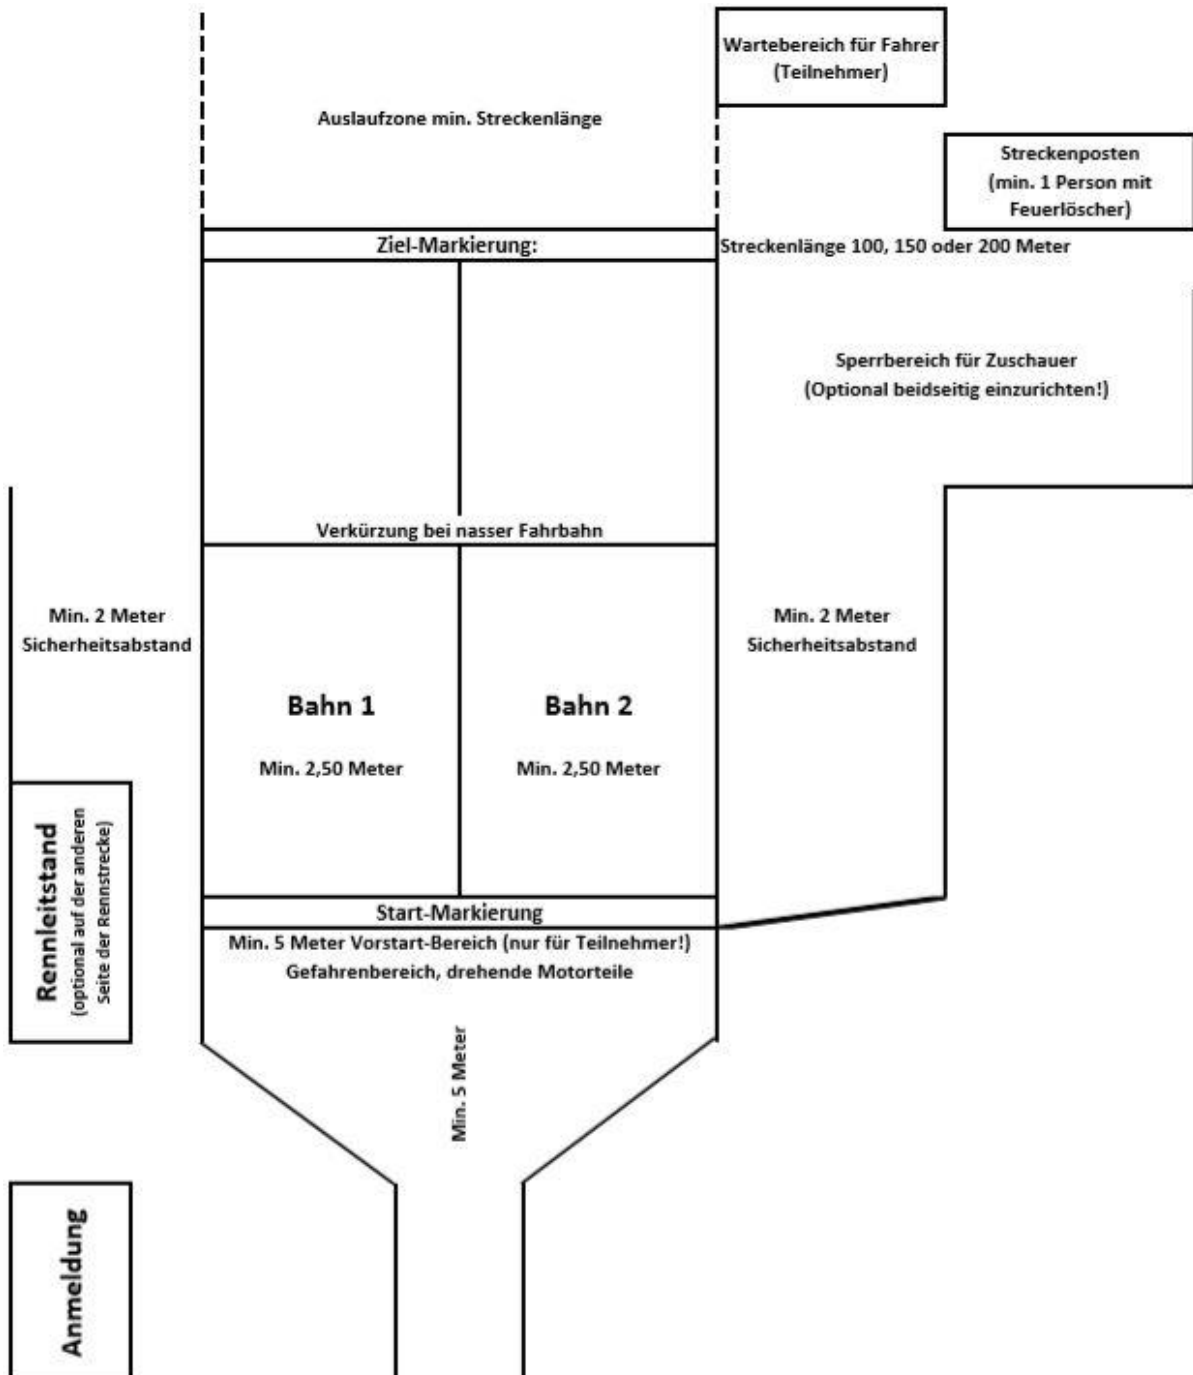 Wartebereich für Fahrer
(Teilnehmer)
Auslaufzone min. Streckenlänge
Streckenposten
(min. 1 Person mit
Feuerlöscher)
Ziel-Markierung:
Streckenlänge 100, 150 oder 200 Meter
Sperrbereich für Zuschauer
(Optional beidseitig einzurichten!)
Verkürzung bei nasser Fahrbahn
Min. 2 Meter
Sicherheitsabstand
Min. 2 Meter
Sicherheitsabstand
Bahn 1
Min. 2,50 Meter
Bahn 2
Min. 2,50 Meter
Rennleitstand
(optional auf der anderen
Seite der Rennstrecke)
Start-Markierung
Min. 5 Meter Vorstart-Bereich (nur für Teilnehmer!)
Gefahrenbereich, drehende Motorteile
Min. 5 Meter
Anmeldung